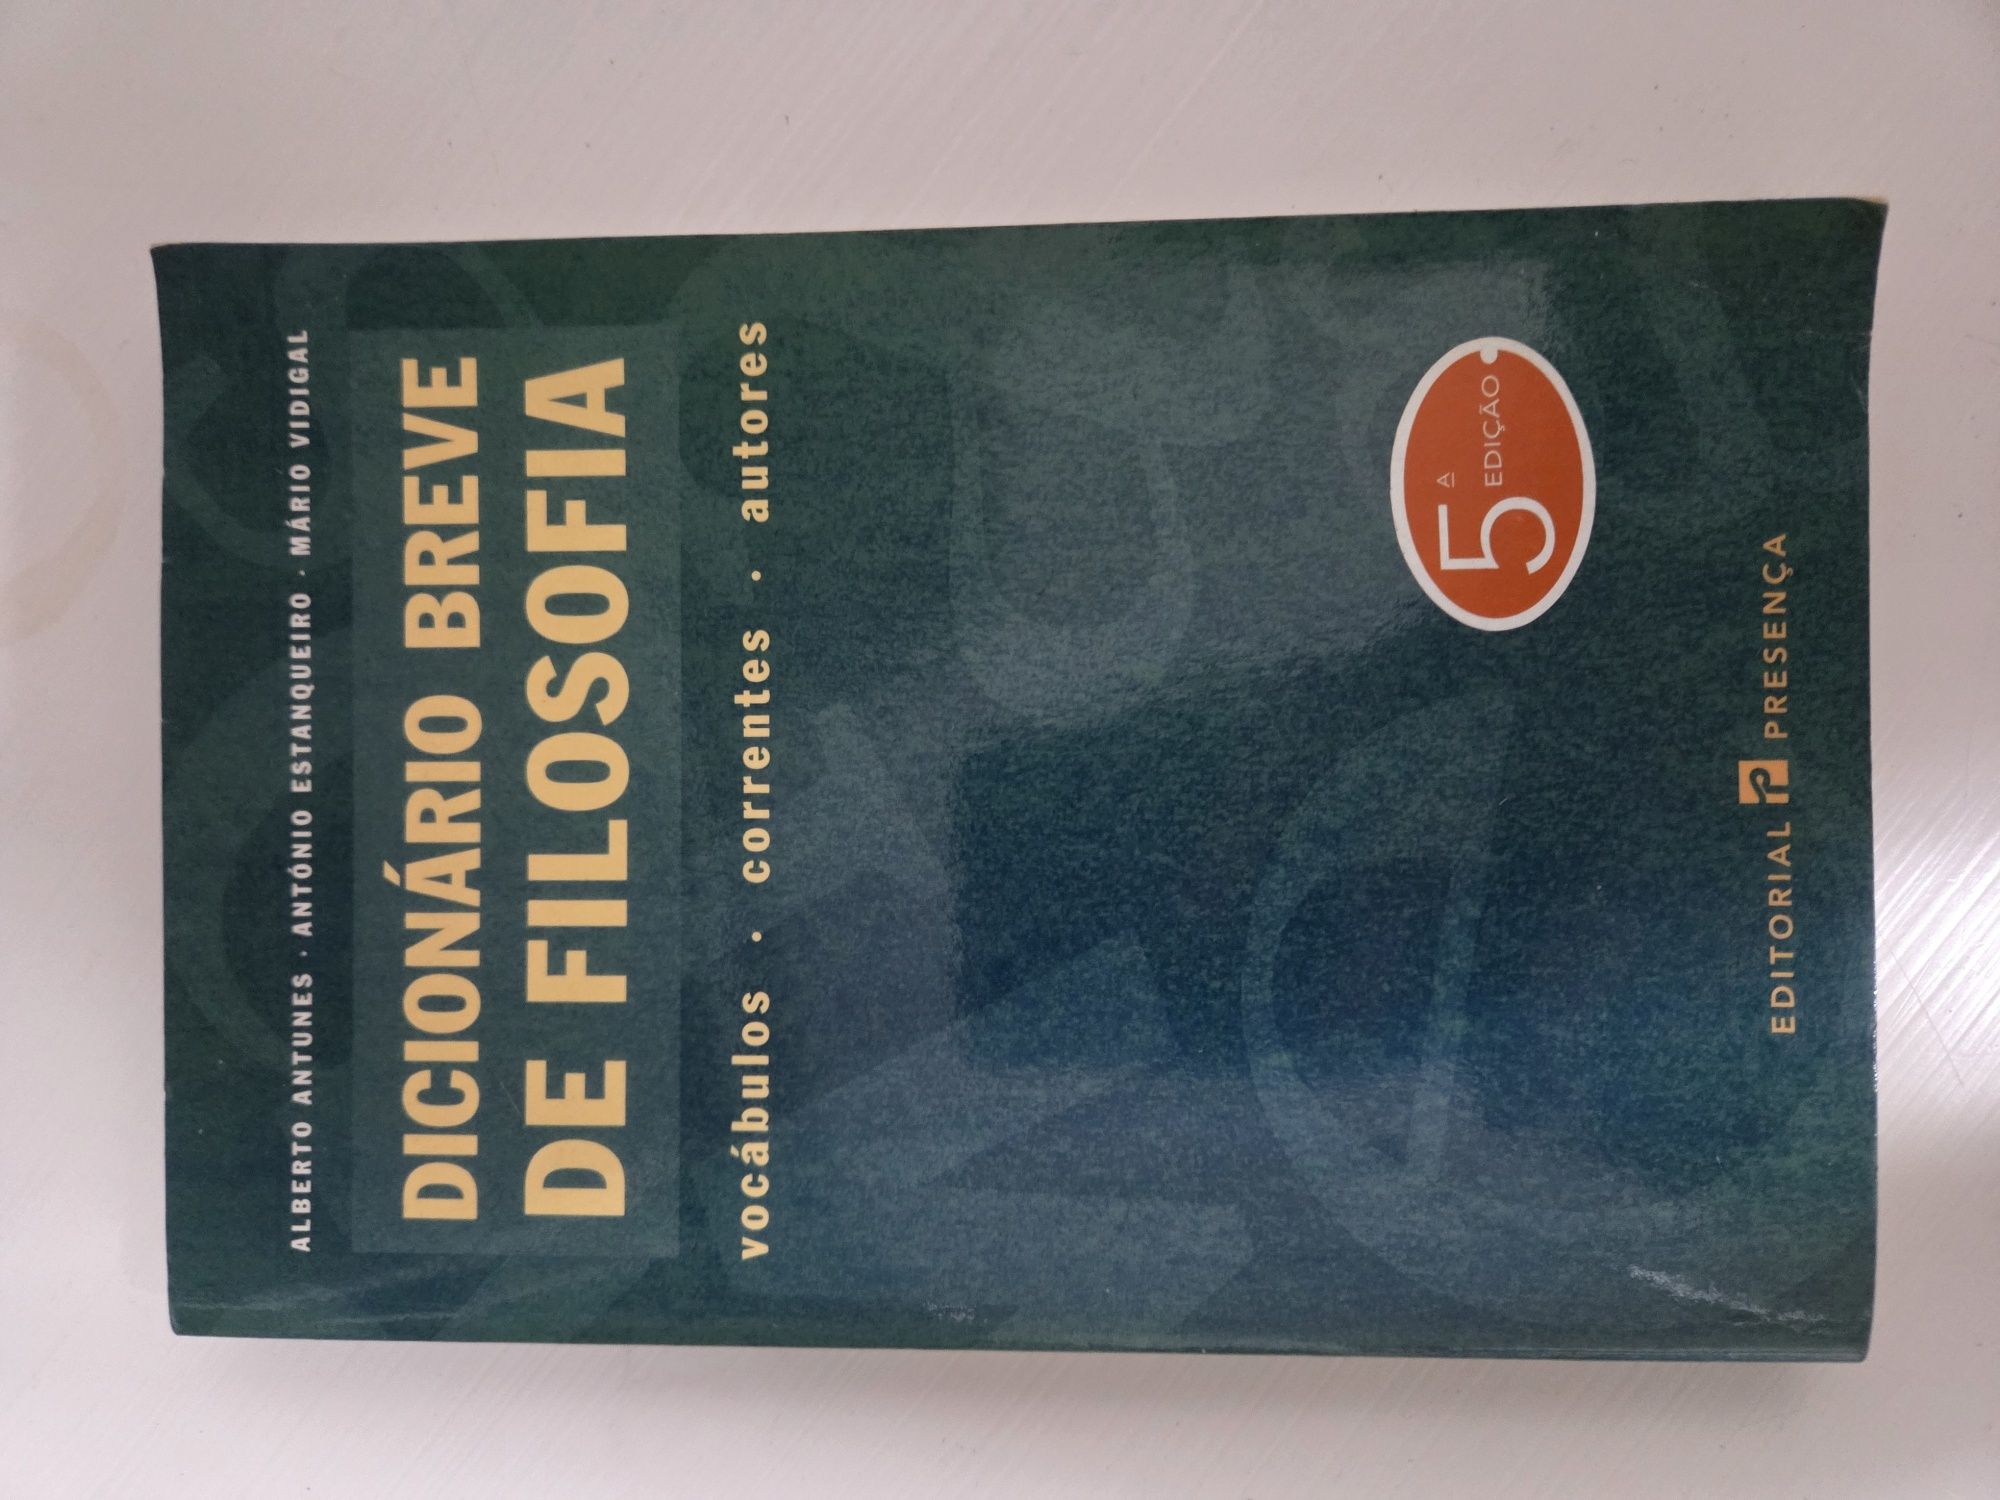 ALBERTO ANTUNES · ANTÓNIO ESTANQUEIRO · MÁRIO VIDIGAL
DICIONÁRIO BREVE
DE FILOSOFIA
vocábulos · correntes · autores
5ª
EDIÇÃO
EDITORIAL PRESENÇA